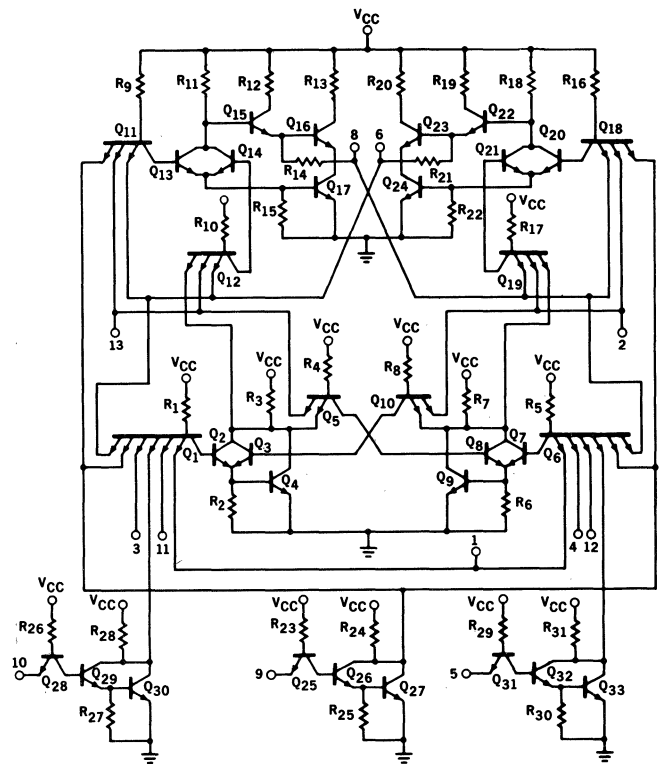 VCC
R9
R11
R12
R13
R20
R19
R18
R16
Q11
Q15
Q16
8
6
Q23
Q22
Q18
Q13
Q14
R14
R21
Q21
Q20
Q17
Q24
R15
R22
R10
VCC
R17
Q12
Q19
13
2
VCC
VCC
VCC
VCC
VCC
VCC
R1
R3
R4
R8
R7
R5
Q5
Q10
Q1
Q2
Q3
Q8
Q7
Q6
Q4
Q9
R2
R6
3
11
1
4
12
VCC
VCC
VCC
VCC
VCC
VCC
R26
R28
R23
R24
R29
R31
10
Q28
Q29
Q30
9
Q25
Q26
Q27
5
Q31
Q32
Q33
R27
R25
R30